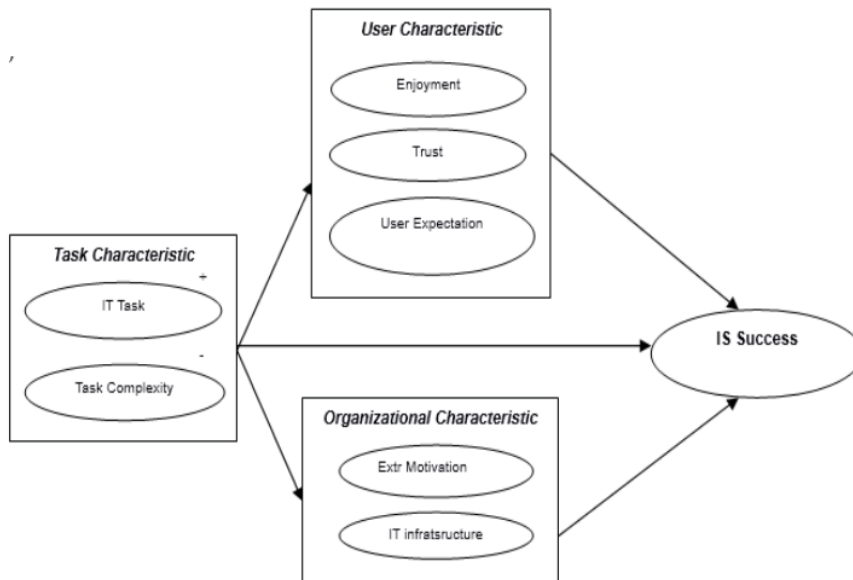 User Characteristic
,
Enjoyment
Trust
User Expectation
Task Characteristic
+
IT Task
-
Task Complexity
IS Success
Organizational Characteristic
Extr Motivation
IT infratsructure